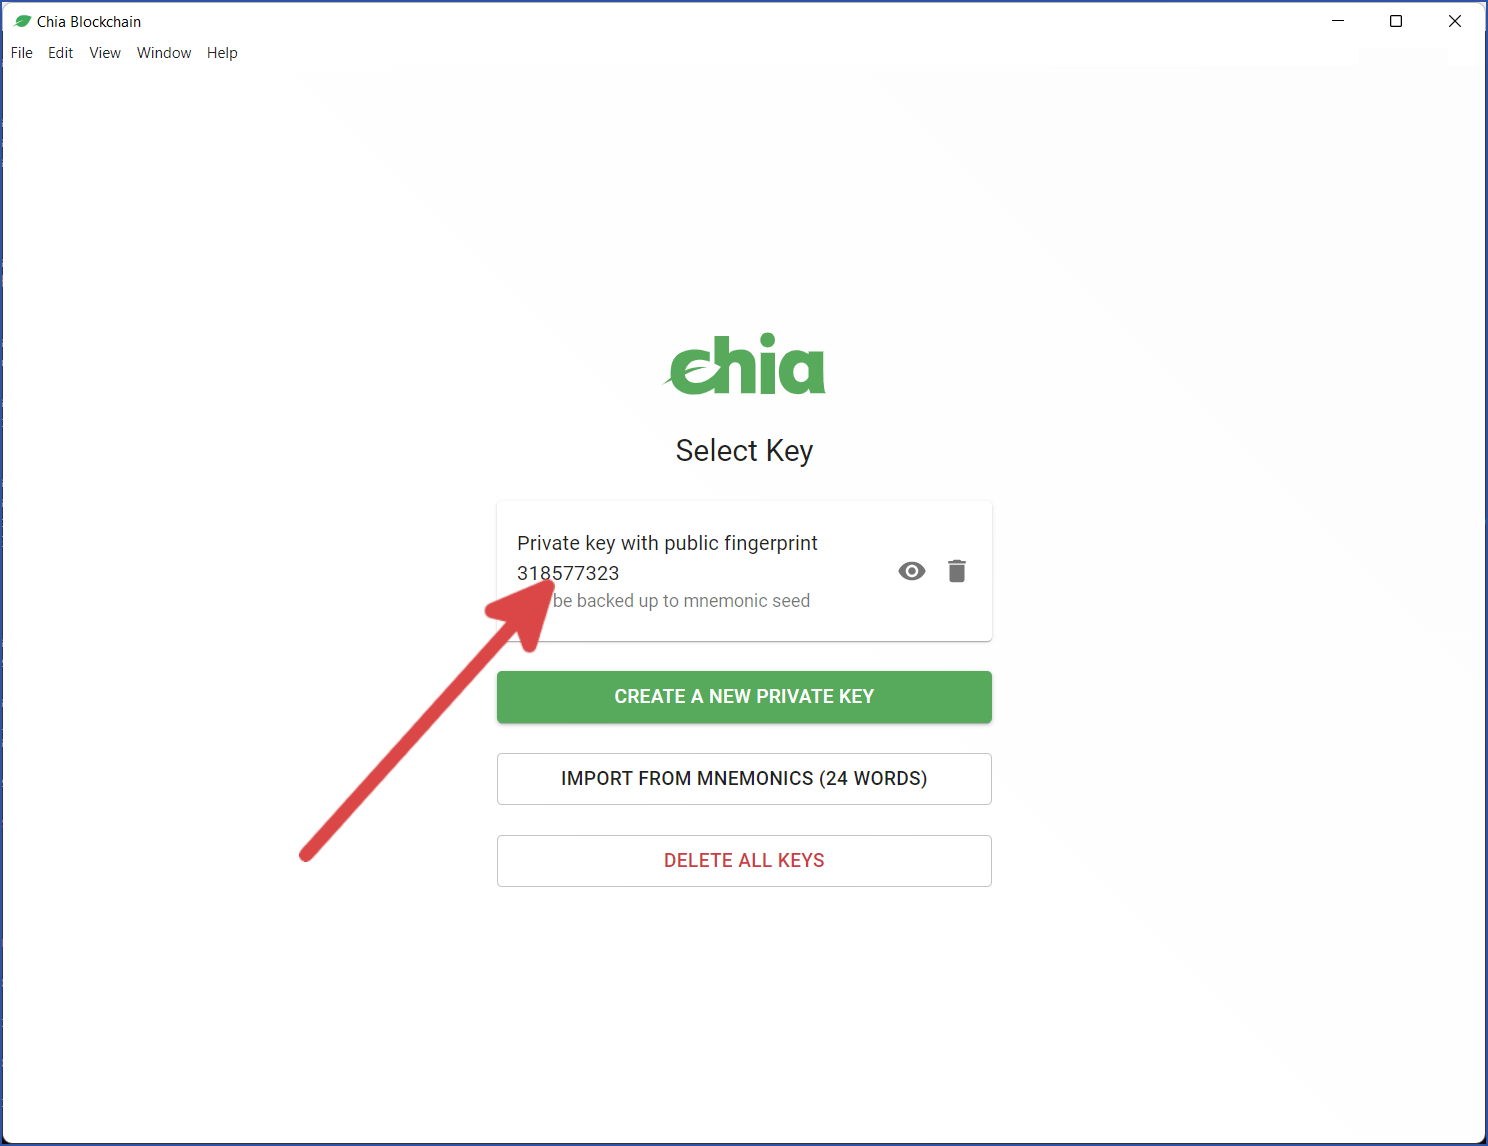 Chia Blockchain
File Edit View Window Help
chia
Select Key
Private key with public fingerprint
318577323
be backed up to mnemonic seed
CREATE A NEW PRIVATE KEY
IMPORT FROM MNEMONICS (24 WORDS)
DELETE ALL KEYS